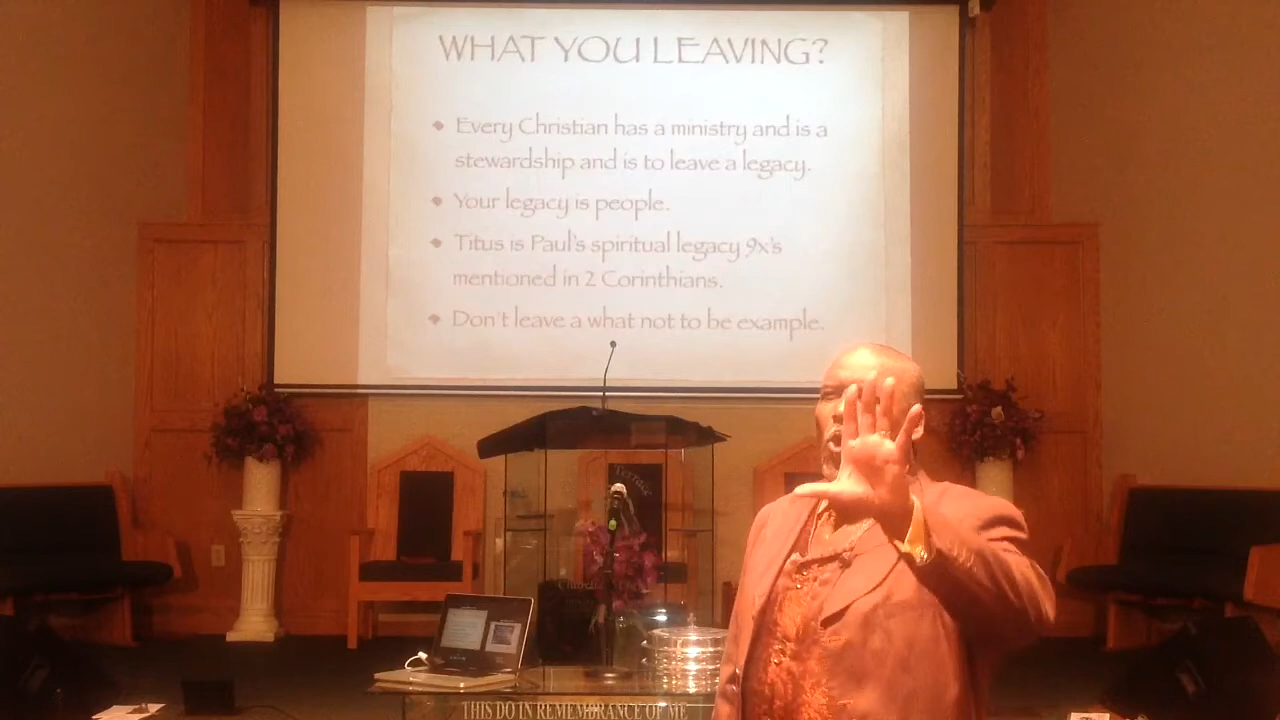 WHAT YOU LEAVING?
Every Christian has a ministry and is a
stewardship and is to leave a legacy.
Your legacy is people.
Titus is Paul's spiritual legacy 9x's
mentioned in 2 Corinthians.
Don't leave a what not to be example.
Terrace
THIS DO IN REMEMBRANCE OF ME